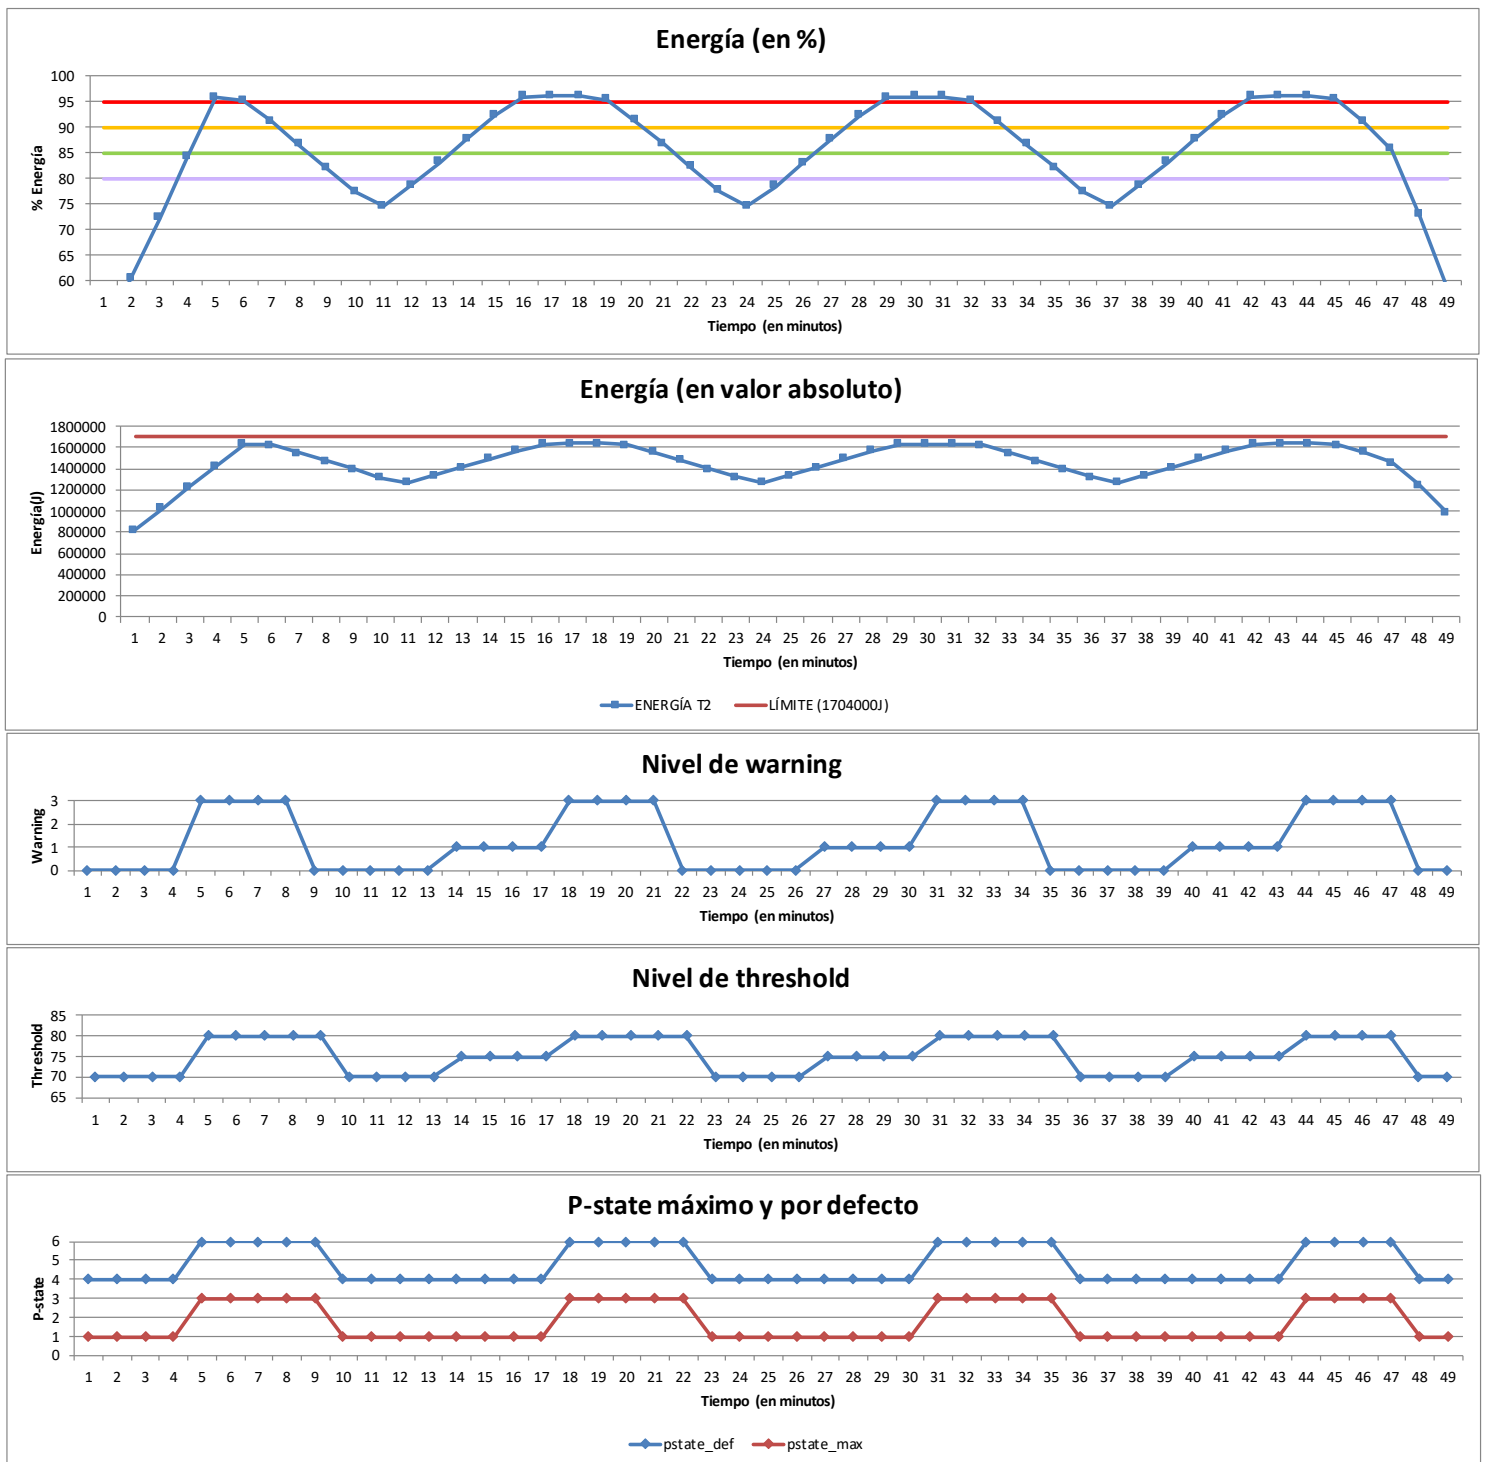 Energía (en %)
% Energía
100
95
90
85
80
75
70
65
60
1 2 3 4 5 6 7 8 9 10 11 12 13 14 15 16 17 18 19 20 21 22 23 24 25 26 27 28 29 30 31 32 33 34 35 36 37 38 39 40 41 42 43 44 45 46 47 48 49
Tiempo (en minutos)
Energía (en valor absoluto)
Energía(J)
1800000
1600000
1400000
1200000
1000000
800000
600000
400000
200000
0
1 2 3 4 5 6 7 8 9 10 11 12 13 14 15 16 17 18 19 20 21 22 23 24 25 26 27 28 29 30 31 32 33 34 35 36 37 38 39 40 41 42 43 44 45 46 47 48 49
Tiempo (en minutos)
ENERGÍA T2 LÍMITE (1704000J)
Nivel de warning
Warning
3
2
1
0
1 2 3 4 5 6 7 8 9 10 11 12 13 14 15 16 17 18 19 20 21 22 23 24 25 26 27 28 29 30 31 32 33 34 35 36 37 38 39 40 41 42 43 44 45 46 47 48 49
Tiempo (en minutos)
Nivel de threshold
Threshold
85
80
75
70
65
1 2 3 4 5 6 7 8 9 10 11 12 13 14 15 16 17 18 19 20 21 22 23 24 25 26 27 28 29 30 31 32 33 34 35 36 37 38 39 40 41 42 43 44 45 46 47 48 49
Tiempo (en minutos)
P-state máximo y por defecto
P-state
6
5
4
3
2
1
0
1 2 3 4 5 6 7 8 9 10 11 12 13 14 15 16 17 18 19 20 21 22 23 24 25 26 27 28 29 30 31 32 33 34 35 36 37 38 39 40 41 42 43 44 45 46 47 48 49
Tiempo (en minutos)
pstate_def pstate_max